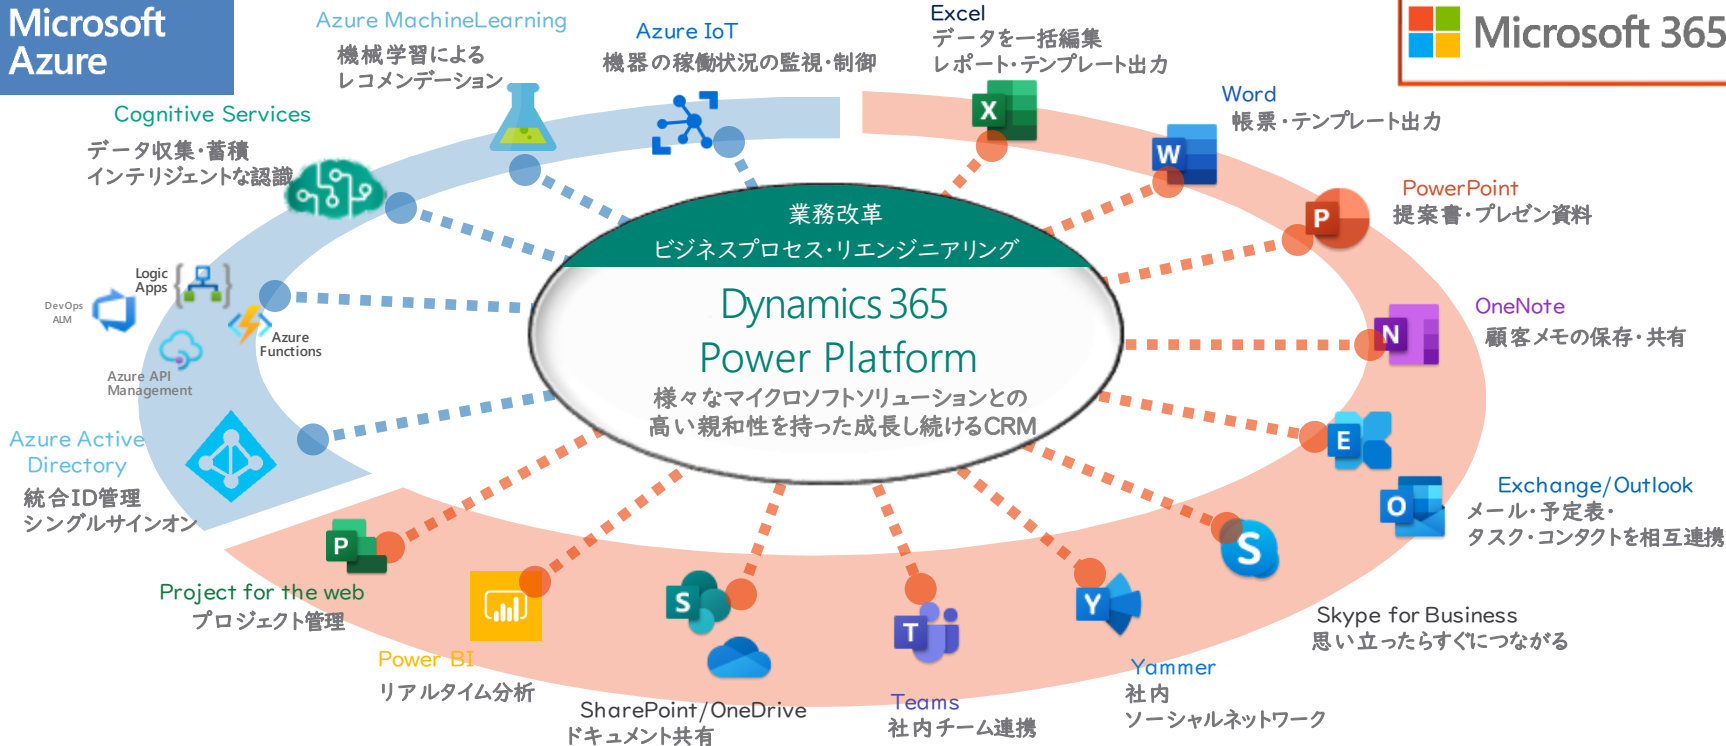 Microsoft
Azure
Azure MachineLearning
機械学習による
レコメンデーション
Azure IoT
機器の稼働状況の監視・制御
Excel
データを一括編集
レポート・テンプレート出力
Microsoft 365
Word
帳票・テンプレート出力
Cognitive Services
データ収集・蓄積
インテリジェントな認識
X
W
PowerPoint
提案書・プレゼン資料
P
業務改革
ビジネスプロセス・リエンジニアリング
Dynamics 365
Power Platform
様々なマイクロソフトソリューションとの
高い親和性を持った成長し続けるCRM
Logic
Apps
DevOps
ALM
Azure
Functions
Azure API
Management
OneNote
顧客メモの保存・共有
N
Azure Active
Directory
統合ID管理
シングルサインオン
E
Exchange/Outlook
メール・予定表・
タスク・コンタクトを相互連携
O
P
Project for the web
プロジェクト管理
S
Skype for Business
思い立ったらすぐにつながる
Power BI
リアルタイム分析
S
SharePoint/OneDrive
ドキュメント共有
T
Teams
社内チーム連携
Y
Yammer
社内
ソーシャルネットワーク